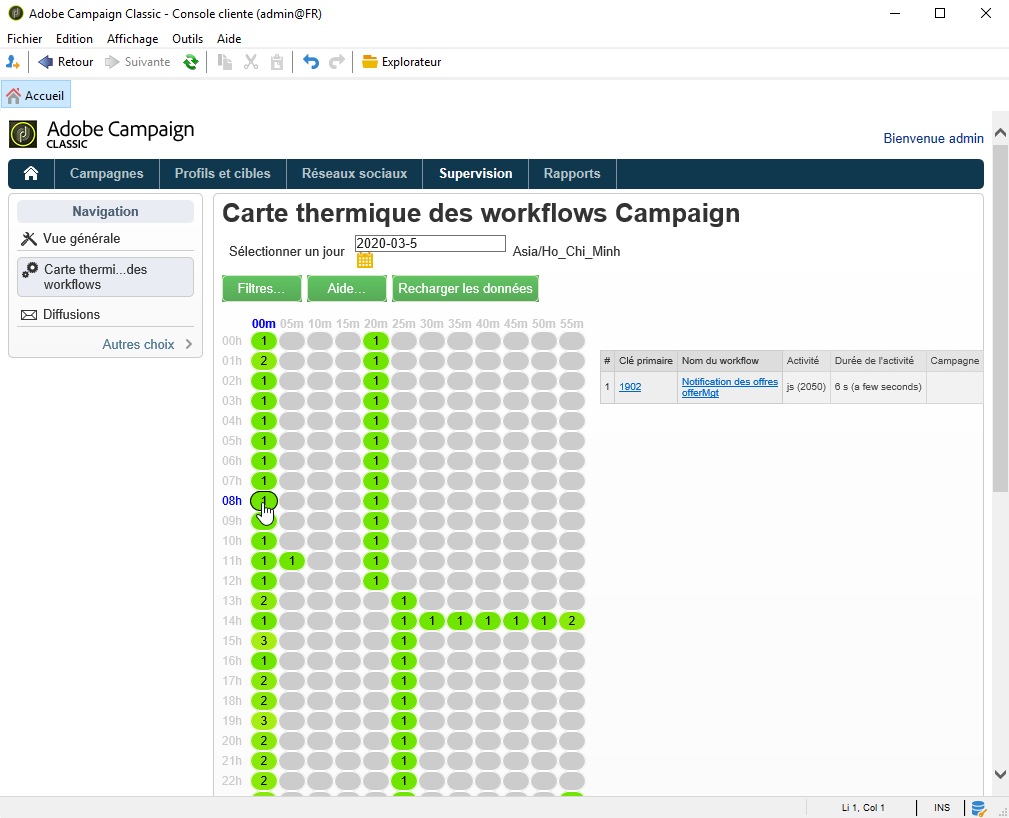 Adobe Campaign Classic - Console cliente (admin@FR)
Fichier Edition Affichage Outils Aide
Retour Suivante Explorateur
Accueil
Adobe Campaign
CLASSIC
Bienvenue admin
Campagnes Profils et cibles Réseaux sociaux Supervision Rapports
Navigation
Vue générale
Carte thermi...des
workflows
Diffusions
Autres choix
Carte thermique des workflows Campaign
Sélectionner un jour 2020-03-5 Asia/Ho_Chi_Minh
Filtres... Aide... Recharger les données
00m 05m 10m 15m 20m 25m 30m 35m 40m 45m 50m 55m
00h 1 1
01h 2 1
02h 1 1
03h 1 1
04h 1 1
05h 1 1
06h 1 1
07h 1 1
08h 1 1
09h 1
10h 1 1
11h 1 1 1
12h 1 1
13h 2 1
14h 1 1 1 1 1 1 1 2
15h 3 1
16h 1 1
17h 2 1
18h 2 1
19h 3 1
20h 2 1
21h 2 1
22h 2 1
# Clé primaire Nom du workflow Activité Durée de l'activité Campagne
1 1902 Notification des offres js (2050) 6 s (a few seconds)
offerMgt
Li 1, Col 1 INS